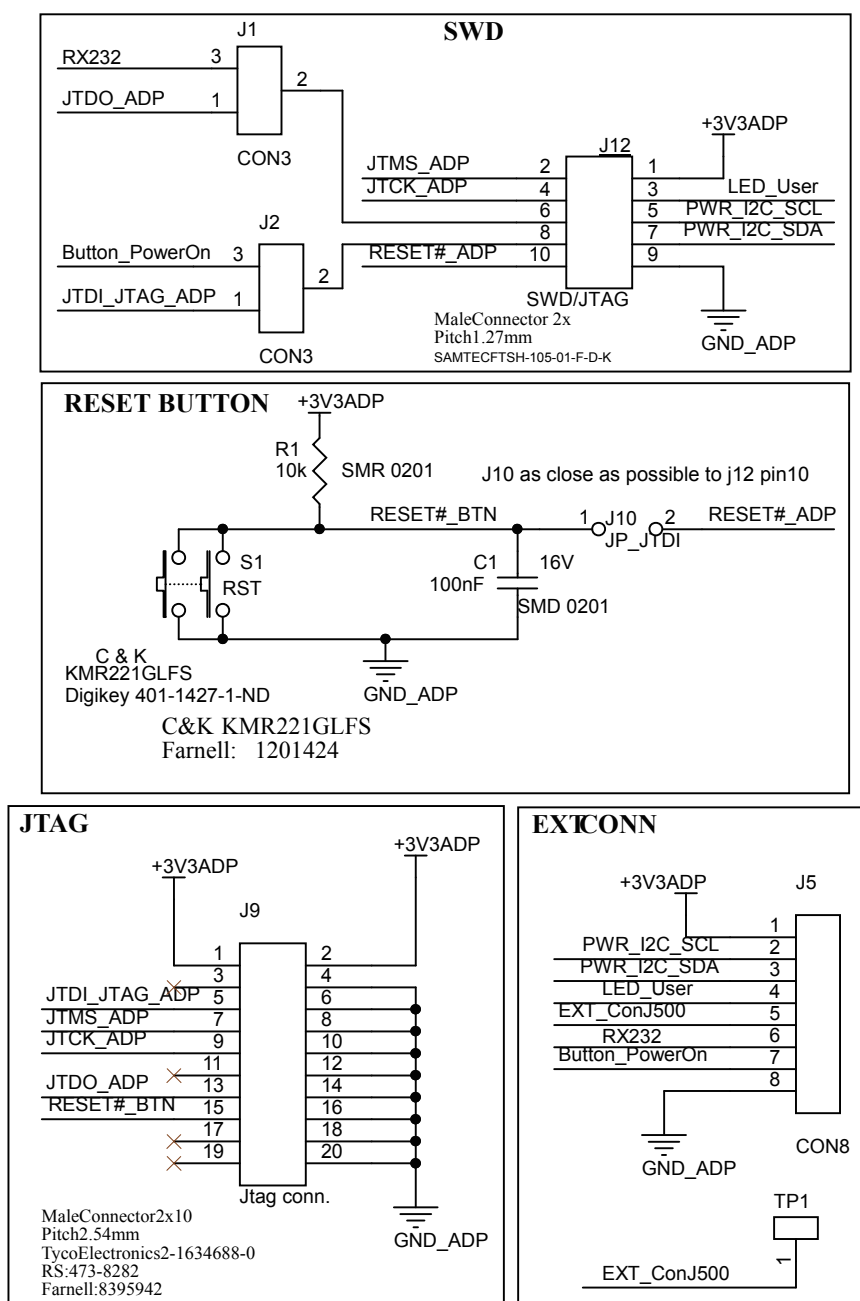 SWD
J1
RX232 3
2
JTDO_ADP 1
CON3
+3V3ADP
J12
JTMS_ADP 2 1
JTCK_ADP 4 3 LED_User
6 5 PWR_I2C_SCL
8 7 PWR_I2C_SDA
RESET#_ADP 10 9
J2
Button_PowerOn 3
2
JTDI_JTAG_ADP 1
CON3
SWD/JTAG
MaleConnector 2x
Pitch1.27mm
SAMTECFTSH-105-01-F-D-K
GND_ADP
RESET BUTTON
+3V3ADP
R1
10k SMR 0201
J10 as close as possible to j12 pin10
RESET#_BTN 1 J10 2 RESET#_ADP
JP_JTDI
S1
RST
C1 16V
100nF
SMD 0201
C & K
KMR221GLFS
Digikey 401-1427-1-ND
GND_ADP
C&K KMR221GLFS
Farnell: 1201424
JTAG
+3V3ADP
+3V3ADP
J9
1 2
3 4
JTDI_JTAG_ADP 5 6
JTMS_ADP 7 8
JTCK_ADP 9 10
11 12
JTDO_ADP 13 14
RESET#_BTN 15 16
17 18
19 20
Jtag conn.
GND_ADP
MaleConnector2x10
Pitch2.54mm
TycoElectronics2-1634688-0
RS:473-8282
Farnell:8395942
EXTCONN
+3V3ADP
J5
1
PWR_I2C_SCL 2
PWR_I2C_SDA 3
LED_User 4
EXT_ConJ500 5
RX232 6
Button_PowerOn 7
8
GND_ADP
CON8
TP1
1
EXT_ConJ500